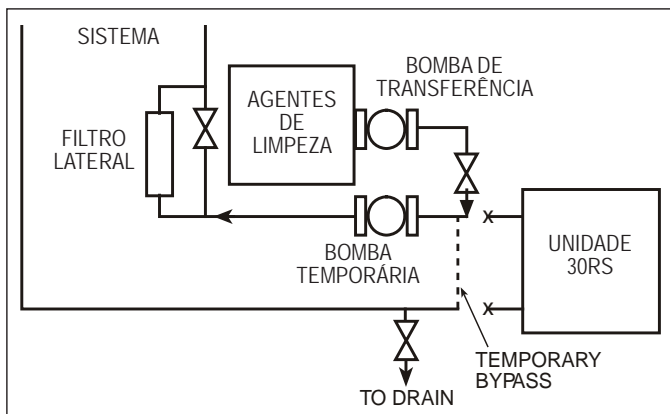 SISTEMA
BOMBA DE
TRANSFERÊNCIA
AGENTES
DE
LIMPEZA
FILTRO
LATERAL
BOMBA
TEMPORÁRIA
X
X
UNIDADE
30RS
TEMPORARY
BYPASS
TO DRAIN